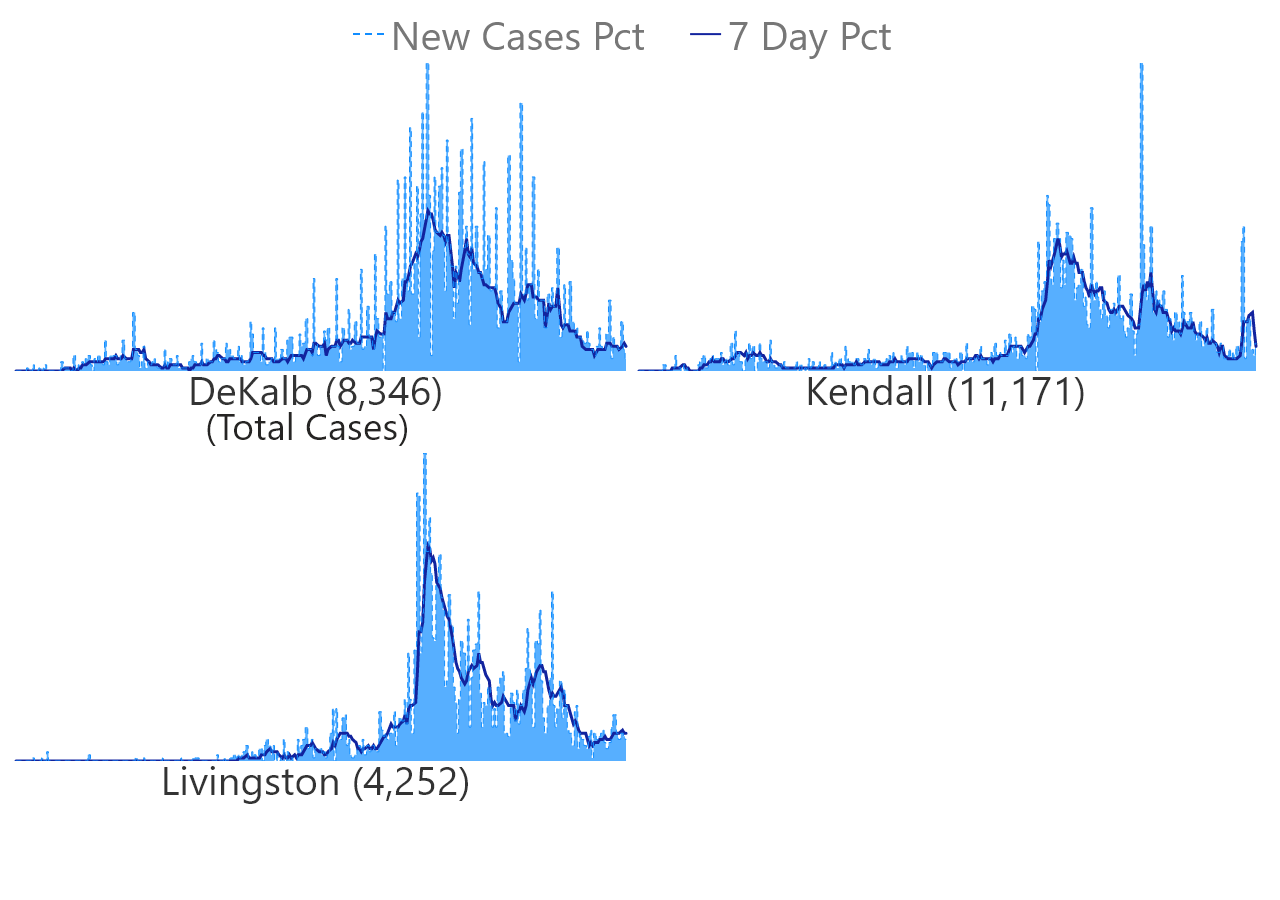 New Cases Pct 7 Day Pct
DeKalb (8,346)
(Total Cases)
Kendall (11,171)
Livingston (4,252)